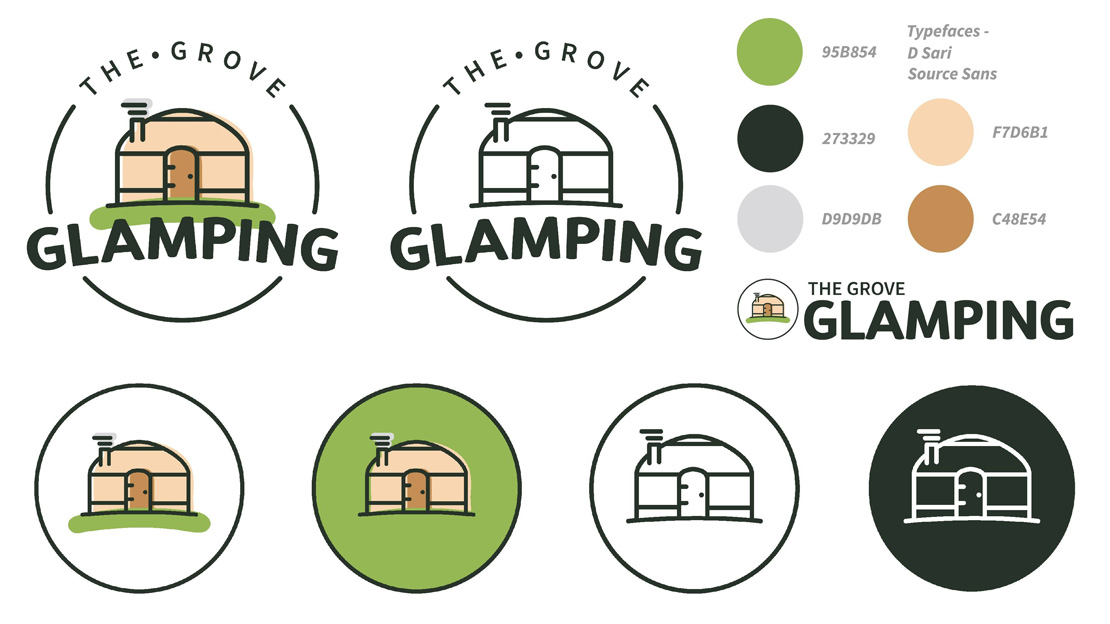 THE•GROVE
GLAMPING
THE•GROVE
GLAMPING
95B854
Typefaces -
D Sari
Source Sans
273329
F7D6B1
D9D9DB
C48E54
THE GROVE
GLAMPING